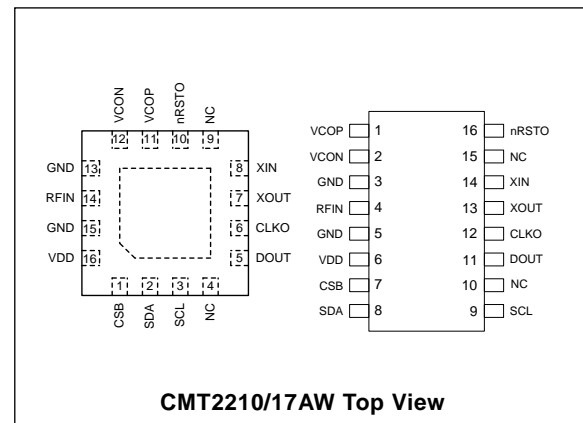 VCON
VCOP
nRSTO
NC
12 11 10 9
GND 13
RFIN 14
GND 15
VDD 16
8 XIN
7 XOUT
6 CLKO
5 DOUT
1 2 3 4
CSB
SDA
SCL
NC
VCOP 1 16 nRSTO
VCON 2 15 NC
GND 3 14 XIN
RFIN 4 13 XOUT
GND 5 12 CLKO
VDD 6 11 DOUT
CSB 7 10 NC
SDA 8 9 SCL
CMT2210/17AW Top View